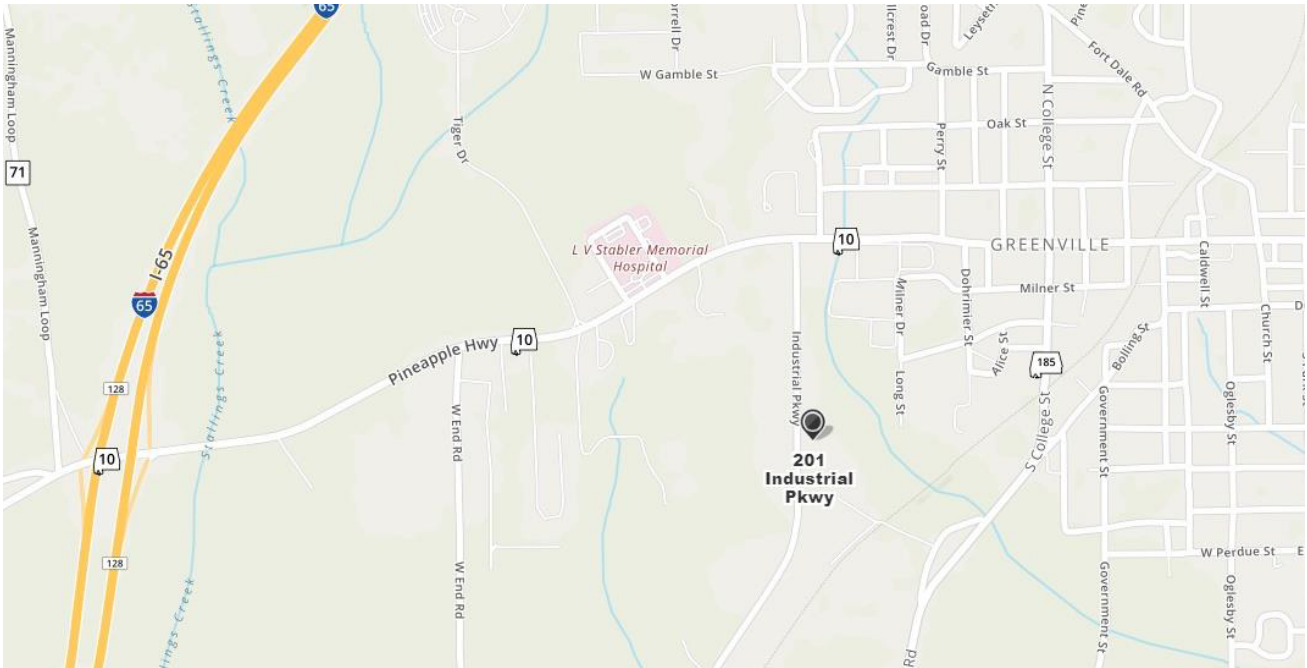 65
Stallings Creek
Manningham Loop
71
Manningham Loop
I-65
65
128
10
128
Stallings Creek
Pineapple Hwy
10
W End Rd
W End Rd
Tiger Dr
L V Stabler Memorial
Hospital
W Gamble St
Gamble St
Fort Dale Rd
N College St
Oak St
Perry St
10
GREENVILLE
Milner St
Milner Dr
Dohrimier St
Alice St
Long St
185
Bolling St
Caldwell St
Church St
Industrial Pkwy
201
Industrial
Pkwy
S College St
Government St
Oglesby St
W Perdue St
E
Government St
Oglesby St
Rd